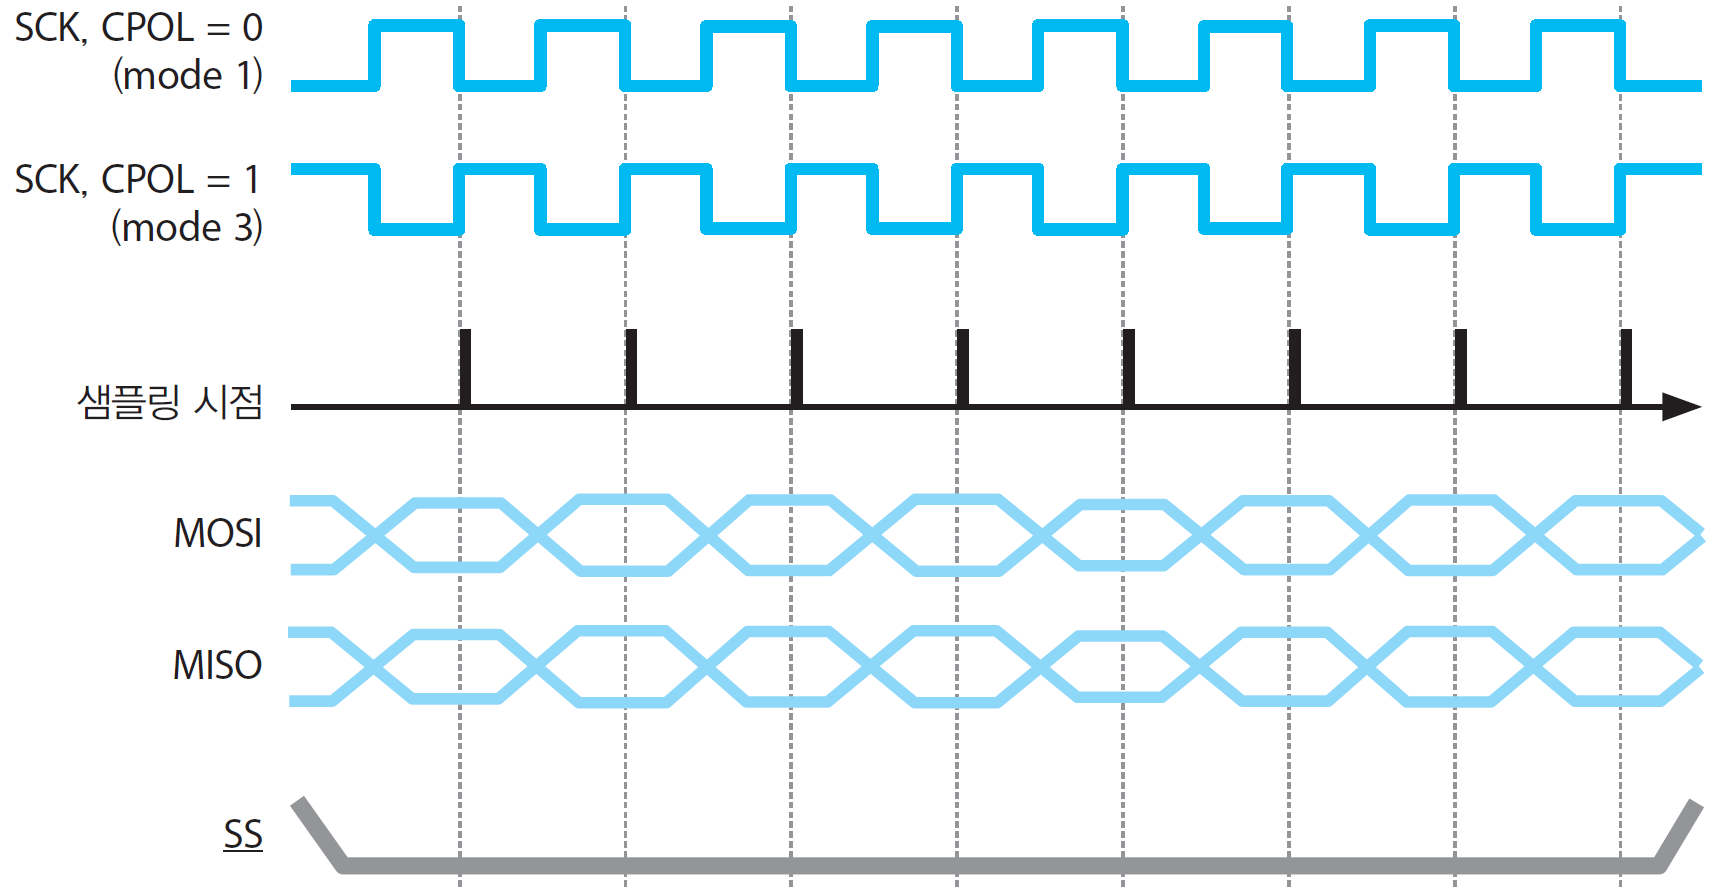 SCK, CPOL = 0
(mode 1)
SCK, CPOL = 1
(mode 3)
샘플링 시점
MOSI
MISO
SS